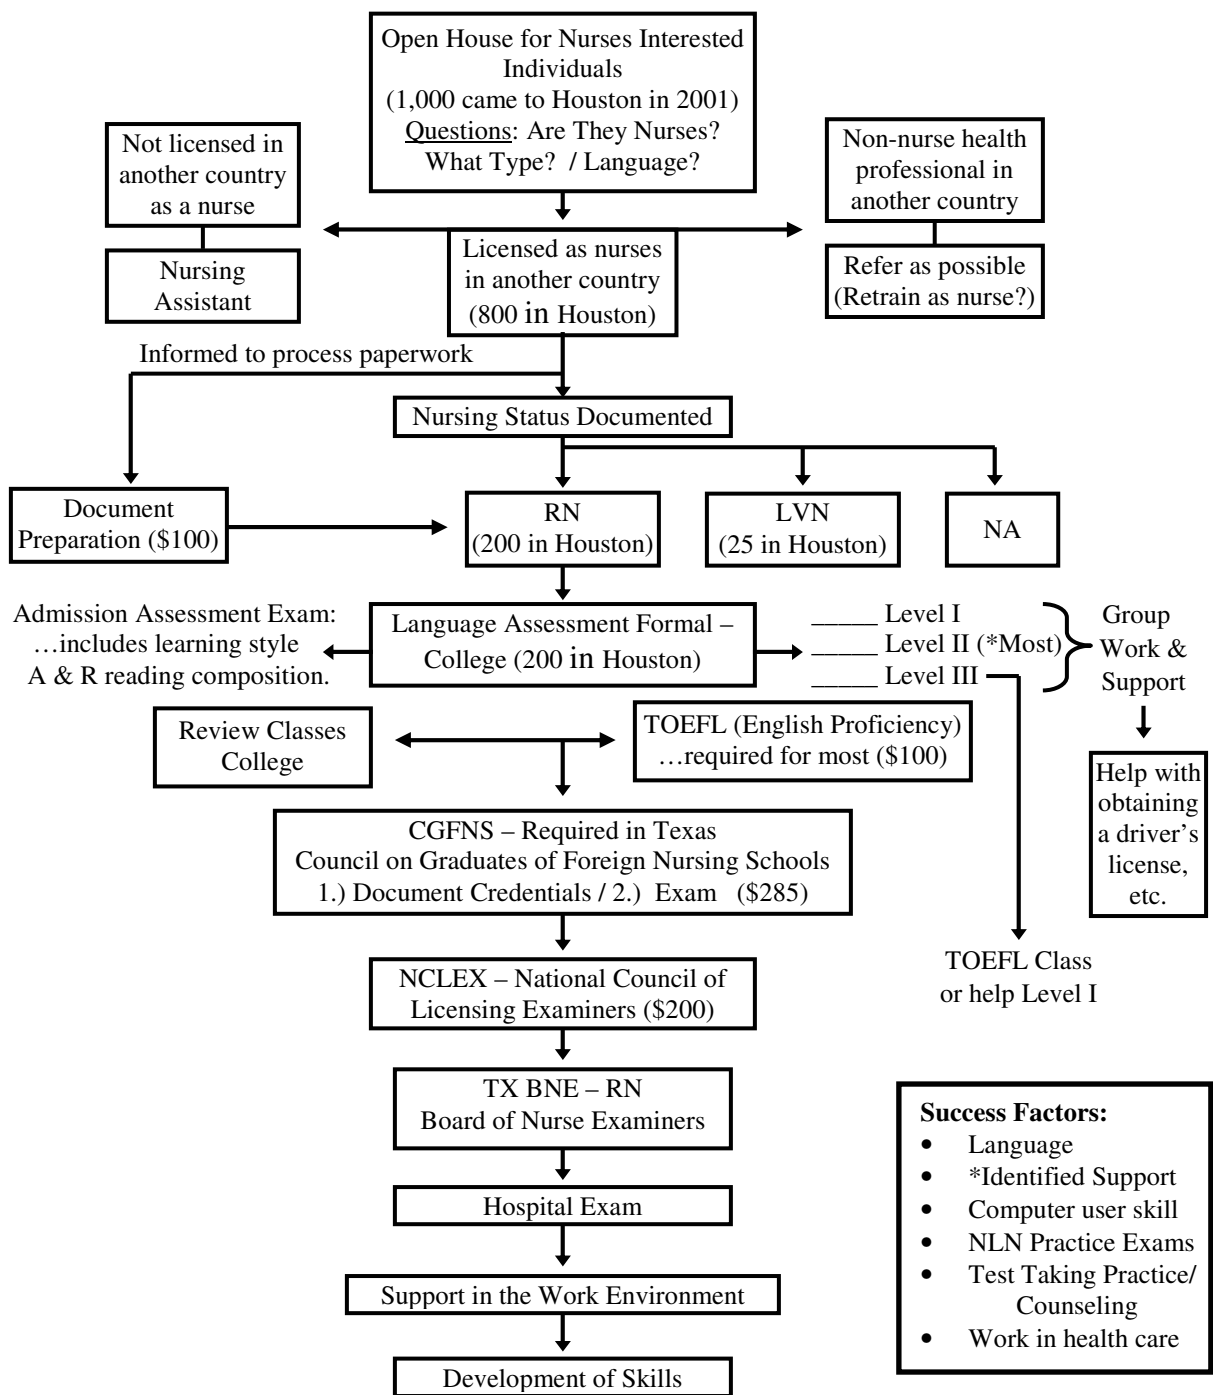 Open House for Nurses Interested
Individuals
(1,000 came to Houston in 2001)
Questions: Are They Nurses?
What Type?  / Language?
Not licensed in
another country
as a nurse
Nursing
Assistant
Non-nurse health
professional in
another country
Refer as possible
(Retrain as nurse?)
Licensed as nurses
in another country
(800 in Houston)
Informed to process paperwork
Nursing Status Documented
Document
Preparation ($100)
RN
(200 in Houston)
LVN
(25 in Houston)
NA
Admission Assessment Exam:
…includes learning style
A & R reading composition.
Language Assessment Formal –
College (200 in Houston)
_____ Level I
_____ Level II (*Most)
_____ Level III
Group
Work &
Support
Review Classes
College
TOEFL (English Proficiency)
…required for most ($100)
Help with
obtaining
a driver’s
license,
etc.
CGFNS – Required in Texas
Council on Graduates of Foreign Nursing Schools
1.) Document Credentials / 2.)  Exam   ($285)
TOEFL Class
or help Level I
NCLEX – National Council of
Licensing Examiners ($200)
TX BNE – RN
Board of Nurse Examiners
Hospital Exam
Support in the Work Environment
Development of Skills
Success Factors:
• Language
• *Identified Support
• Computer user skill
• NLN Practice Exams
• Test Taking Practice/
Counseling
• Work in health care